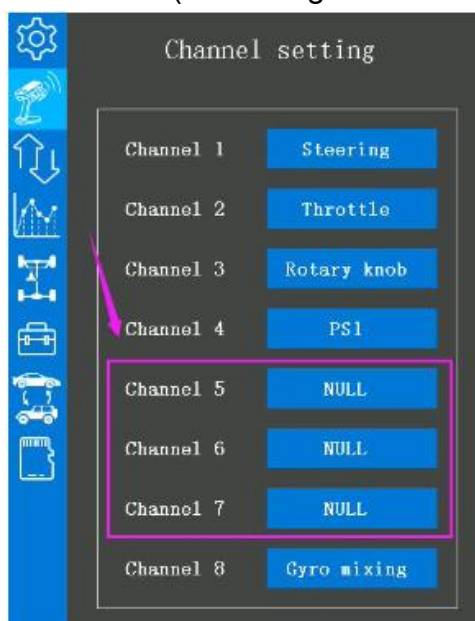 Channel setting
Channel 1 Steering
Channel 2 Throttle
Channel 3 Rotary knob
Channel 4 PS1
Channel 5 NULL
Channel 6 NULL
Channel 7 NULL
Channel 8 Gyro mixing